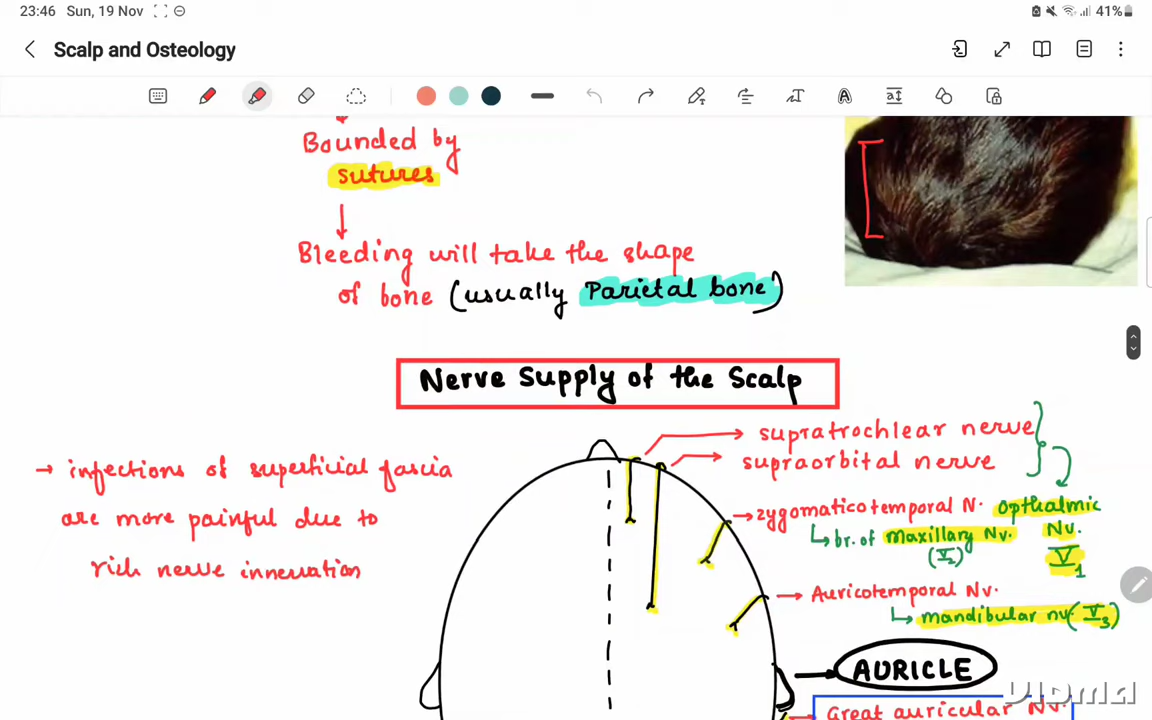 23:46 Sun, 19 Nov
41%
Scalp and Osteology
Bounded by
sutures
Bleeding will take the shape
of bone (usually Parietal bone)
Nerve Supply of the Scalp
→ infections of superficial fascia
are more painful due to
rich nerve innervation
supratrochlear nerve
supraorbital nerve
Opthalmic
Nv.
V1
zygomaticotemporal N.
br. of maxillary Nv.
(V2)
Auricotemporal Nv.
mandibular nv (V3)
AURICLE
Great auricular Nv.
VIDMA